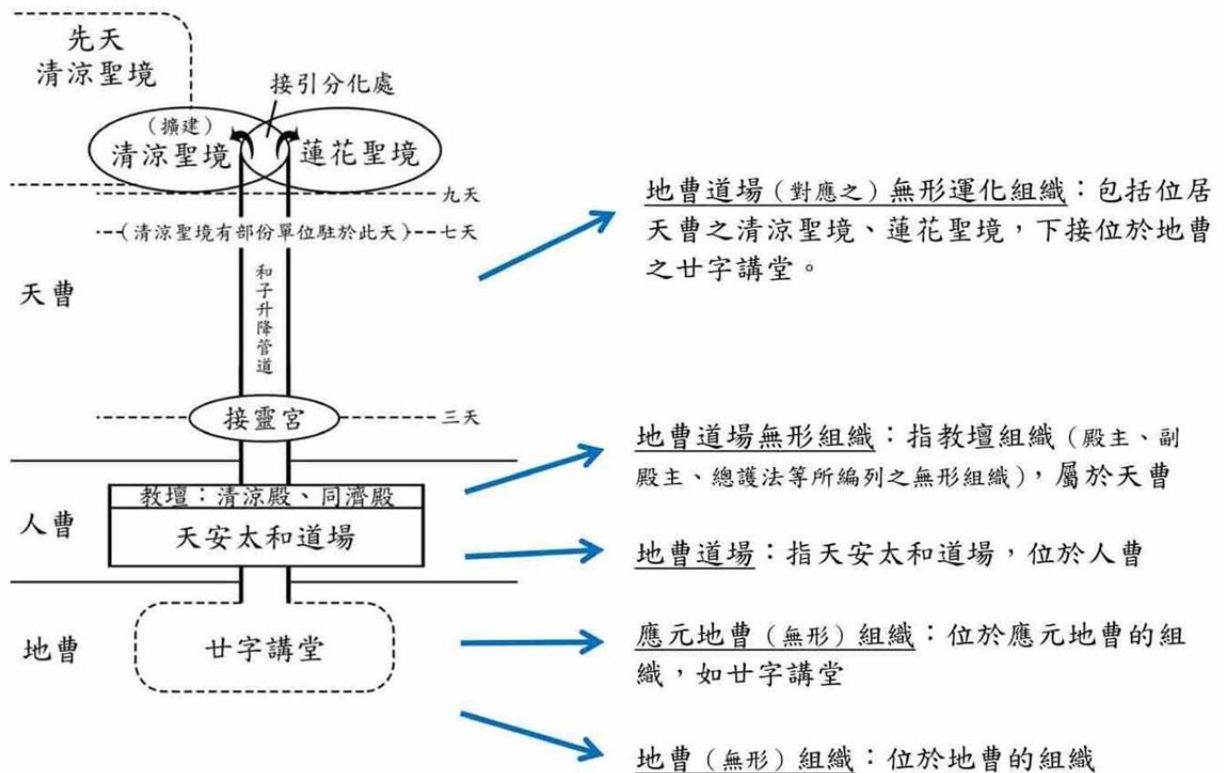 先天
清涼聖境
接引分化處
（擴建）
清涼聖境
蓮花聖境
九天
（清涼聖境有部份單位駐於此天）
七天
天曹
和子升降管道
接靈宮
三天
人曹
教壇：清涼殿、同濟殿
天安太和道場
地曹
廿字講堂
地曹道場（對應之）無形運化組織：包括位居
天曹之清涼聖境、蓮花聖境，下接位於地曹
之廿字講堂。
地曹道場無形組織：指教壇組織（殿主、副
殿主、總護法等所編列之無形組織），屬於天曹
地曹道場：指天安太和道場，位於人曹
應元地曹（無形）組織：位於應元地曹的組
織，如廿字講堂
地曹（無形）組織：位於地曹的組織